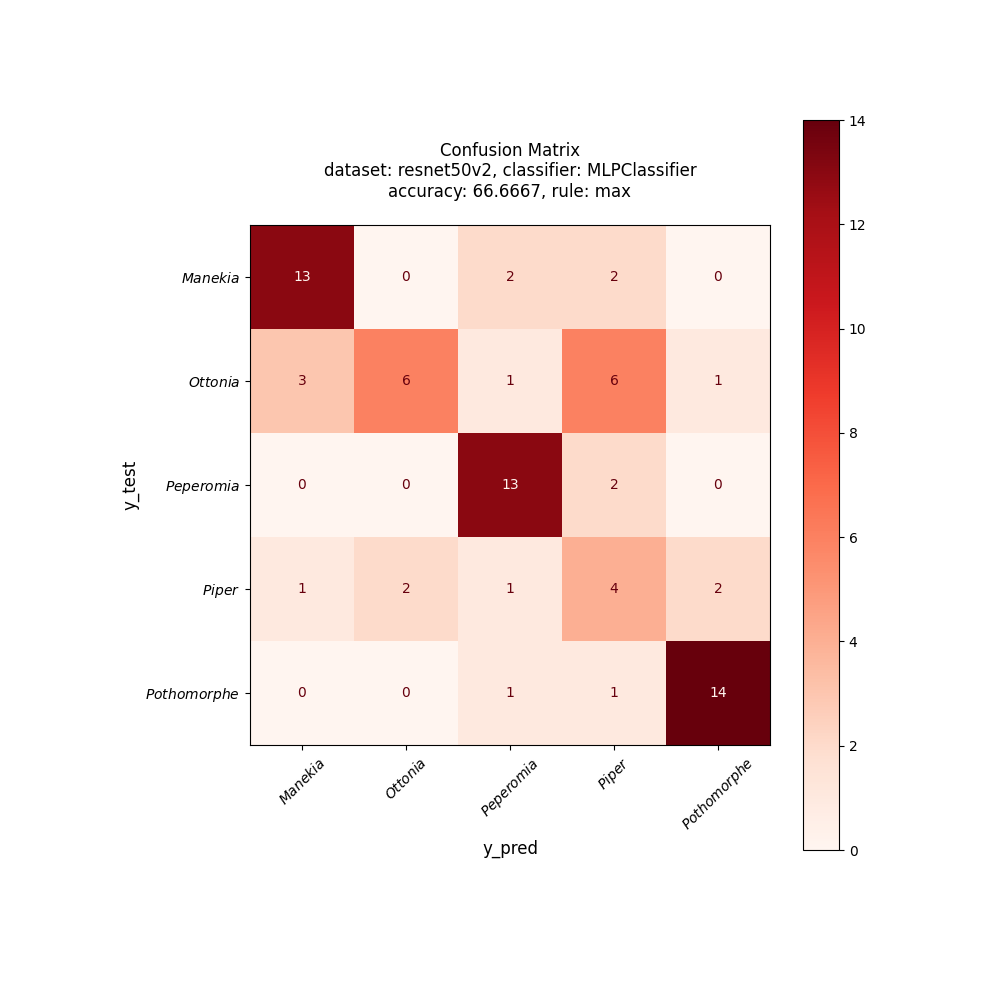 Confusion Matrix
dataset: resnet50v2, classifier: MLPClassifier
accuracy: 66.6667, rule: max
Manekia 13 0 2 2 0
Ottonia 3 6 1 6 1
Peperomia 0 0 13 2 0
Piper 1 2 1 4 2
Pothomorphe 0 0 1 1 14
y_test
Manekia Ottonia Peperomia Piper Pothomorphe
y_pred
14
12
10
8
6
4
2
0